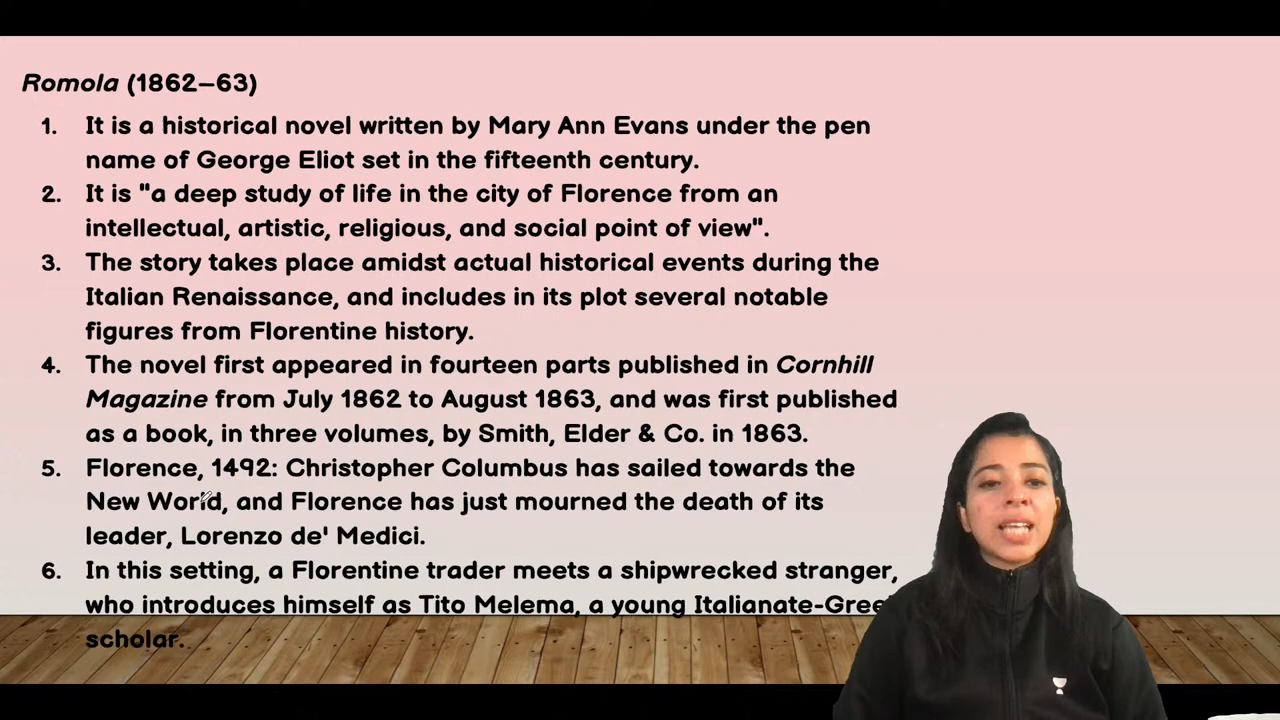 Romola (1862–63)
1. It is a historical novel written by Mary Ann Evans under the pen
name of George Eliot set in the fifteenth century.
2. It is "a deep study of life in the city of Florence from an
intellectual, artistic, religious, and social point of view".
3. The story takes place amidst actual historical events during the
Italian Renaissance, and includes in its plot several notable
figures from Florentine history.
4. The novel first appeared in fourteen parts published in Cornhill
Magazine from July 1862 to August 1863, and was first published
as a book, in three volumes, by Smith, Elder & Co. in 1863.
5. Florence, 1492: Christopher Columbus has sailed towards the
New World, and Florence has just mourned the death of its
leader, Lorenzo de' Medici.
6. In this setting, a Florentine trader meets a shipwrecked stranger,
who introduces himself as Tito Melema, a young
scholar.